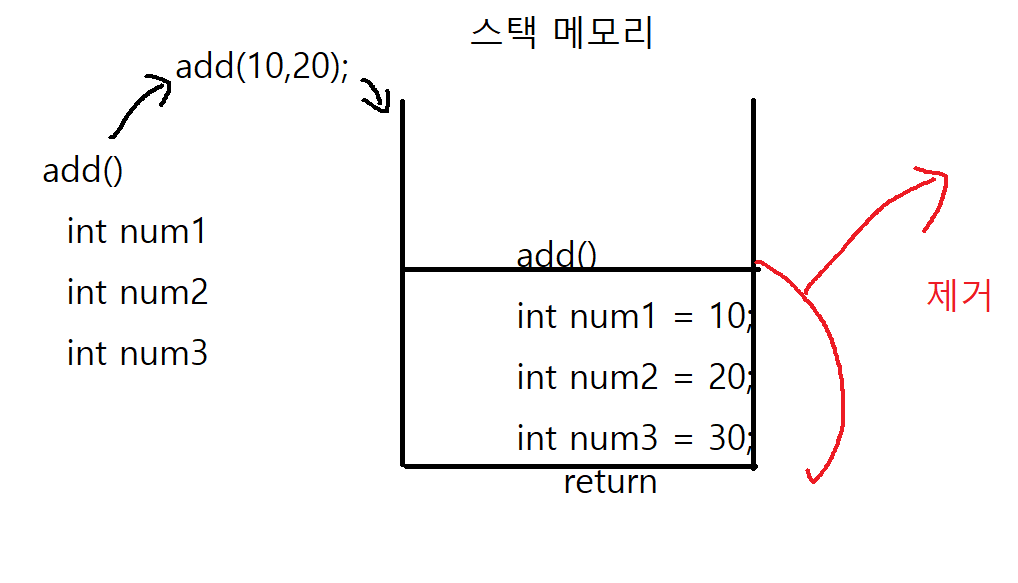 스택 메모리
add(10,20);
add()
int num1
int num2
int num3
add()
int num1 = 10;
int num2 = 20;
int num3 = 30;
return
제거